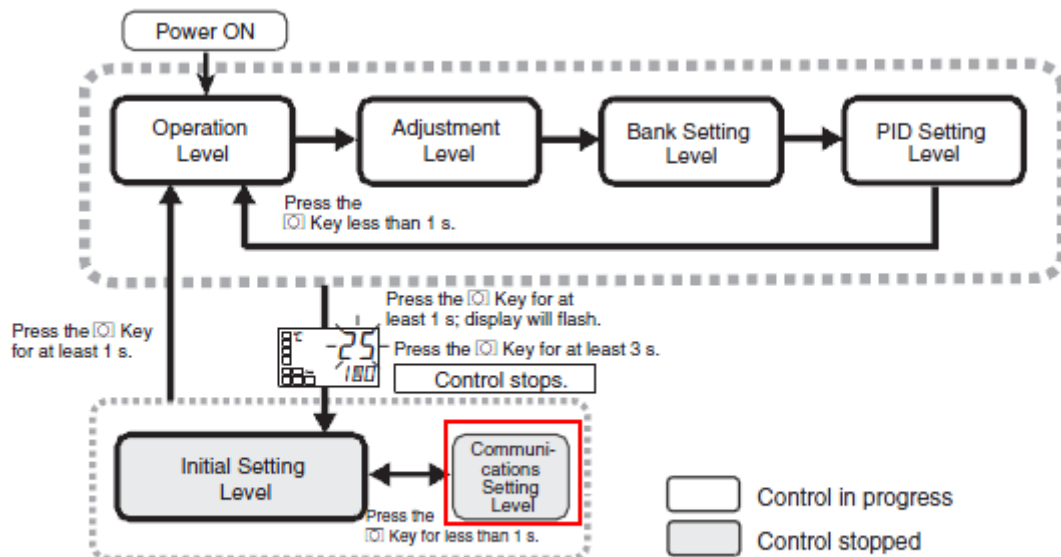 Power ON
Operation
Level
Adjustment
Level
Bank Setting
Level
PID Setting
Level
Press the
Key less than 1 s.
Press the Key for at
least 1 s; display will flash.
Press the Key
for at least 1 s.
°C
25
Press the Key for at least 3 s.
100
Control stops.
Initial Setting
Level
Communi-
cations
Setting
Level
Press the
Key for less than 1 s.
Control in progress
Control stopped